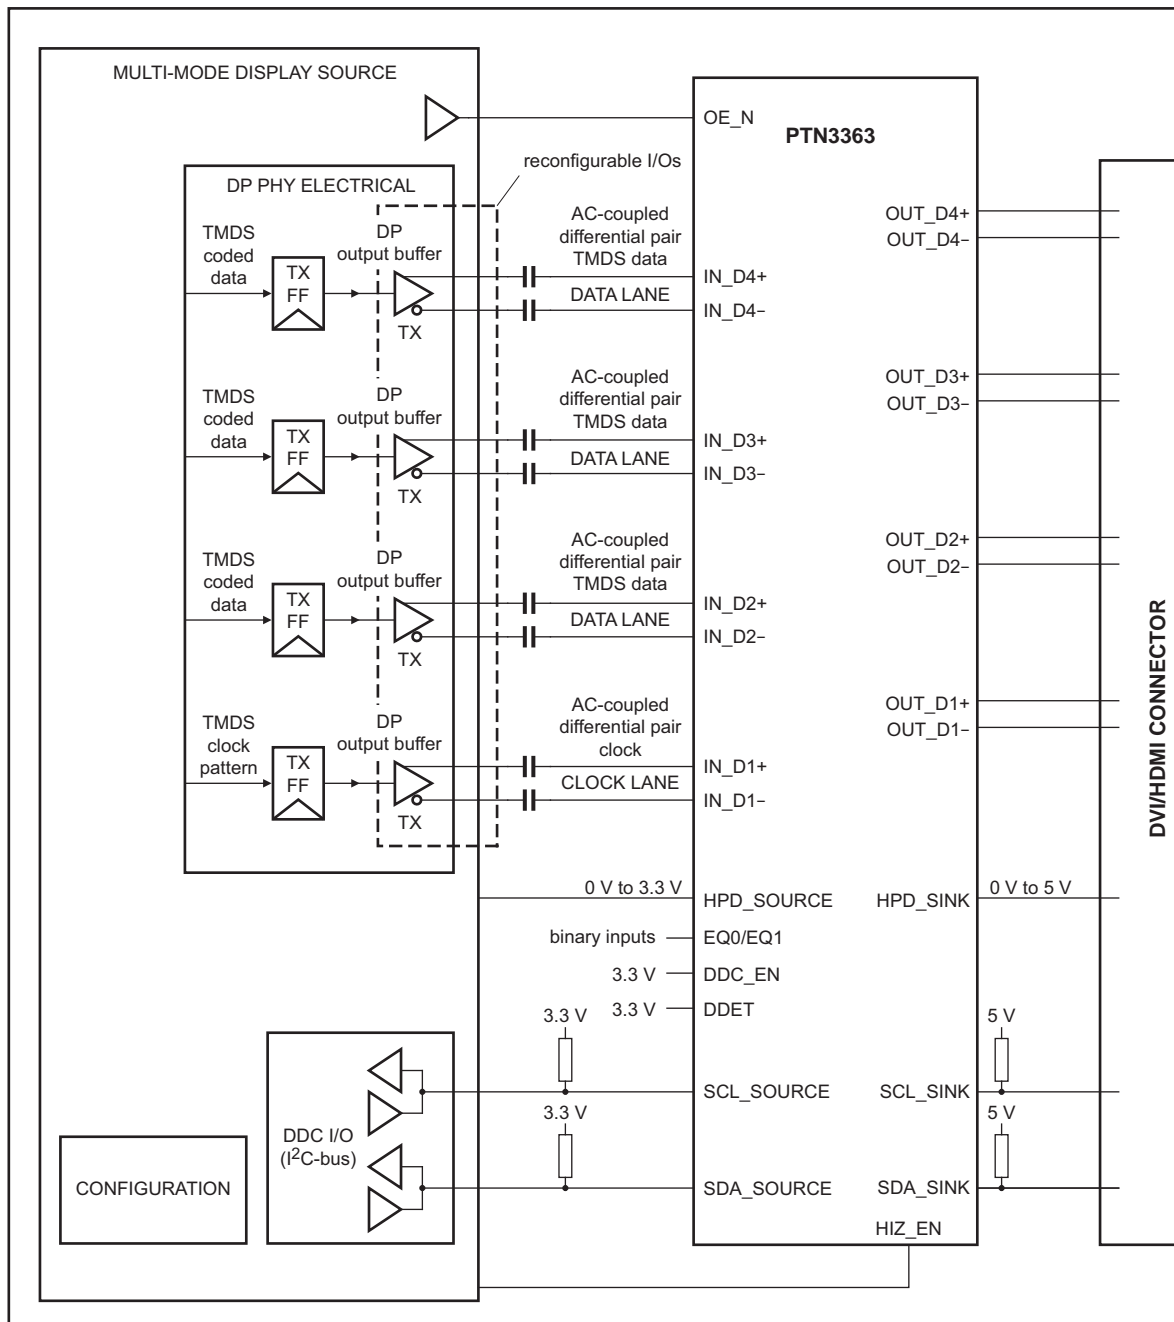 MULTI-MODE DISPLAY SOURCE
OE_N
PTN3363
reconfigurable I/Os
DP PHY ELECTRICAL
TMDS
coded
data
TX
FF
DP
output buffer
TX
AC-coupled
differential pair
TMDS data
DATA LANE
IN_D4+
IN_D4−
OUT_D4+
OUT_D4−
TMDS
coded
data
TX
FF
DP
output buffer
TX
AC-coupled
differential pair
TMDS data
DATA LANE
IN_D3+
IN_D3−
OUT_D3+
OUT_D3−
TMDS
coded
data
TX
FF
DP
output buffer
TX
AC-coupled
differential pair
TMDS data
DATA LANE
IN_D2+
IN_D2−
OUT_D2+
OUT_D2−
TMDS
clock
pattern
TX
FF
DP
output buffer
TX
AC-coupled
differential pair
clock
CLOCK LANE
IN_D1+
IN_D1−
OUT_D1+
OUT_D1−
DVI/HDMI CONNECTOR
0 V to 3.3 V
HPD_SOURCE
HPD_SINK
0 V to 5 V
binary inputs
EQ0/EQ1
3.3 V
DDC_EN
3.3 V
DDET
3.3 V
5 V
SCL_SOURCE
SCL_SINK
3.3 V
5 V
SDA_SOURCE
SDA_SINK
HIZ_EN
DDC I/O
(I²C-bus)
CONFIGURATION